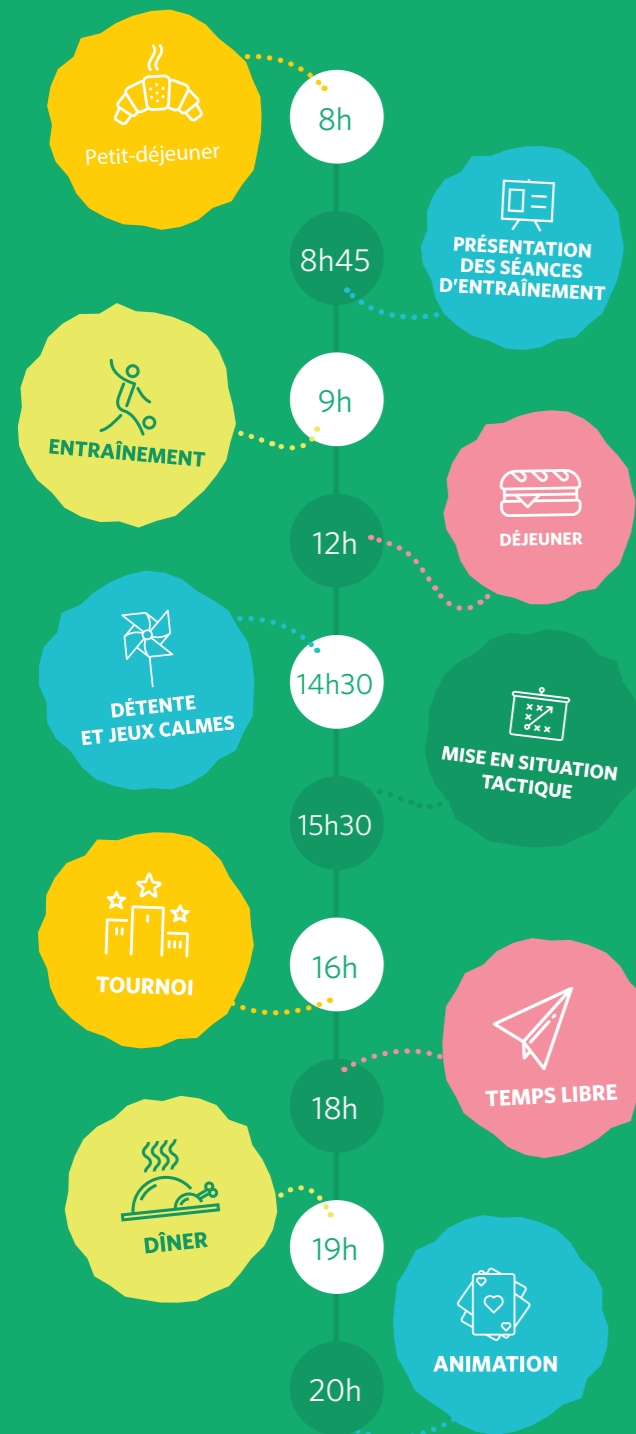 8h
Petit-déjeuner
8h45
PRÉSENTATION
DES SÉANCES
D'ENTRAÎNEMENT
9h
ENTRAÎNEMENT
12h
DÉJEUNER
14h30
DÉTENTE
ET JEUX CALMES
15h30
MISE EN SITUATION
TACTIQUE
16h
TOURNOI
18h
TEMPS LIBRE
19h
DÎNER
20h
ANIMATION